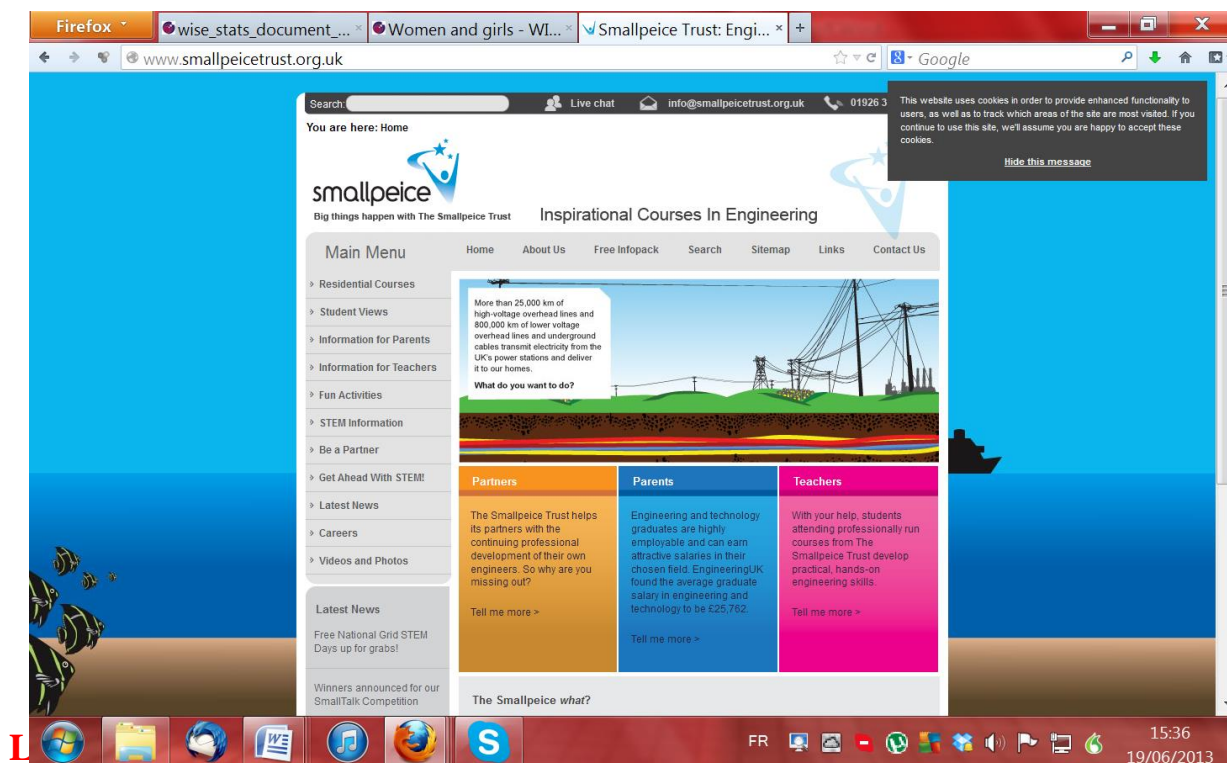 Firefox
wise_stats_document_...
Women and girls - WI...
Smallpeice Trust: Engi...
www.smallpeicetrust.org.uk
Google
Search:
Live chat
info@smallpeicetrust.org.uk
01926 3
This website uses cookies in order to provide enhanced functionality to
users, as well as to track which areas of the site are most visited. If you
continue to use this site, we'll assume you are happy to accept these
cookies.
Hide this message
You are here: Home
smallpeice
Big things happen with The Smallpeice Trust
Inspirational Courses In Engineering
Main Menu
Home About Us Free Infopack Search Sitemap Links Contact Us
Residential Courses
Student Views
Information for Parents
Information for Teachers
Fun Activities
STEM Information
Be a Partner
Get Ahead With STEM!
Latest News
Careers
Videos and Photos
More than 25,000 km of
high-voltage overhead lines and
800,000 km of lower voltage
overhead lines and underground
cables transmit electricity from the
UK's power stations and deliver
it to our homes.
What do you want to do?
Partners
The Smallpeice Trust helps
its partners with the
continuing professional
development of their own
engineers. So why are you
missing out?
Tell me more >
Parents
Engineering and technology
graduates are highly
employable and can earn
attractive salaries in their
chosen field. EngineeringUK
found the average graduate
salary in engineering and
technology to be £25,762.
Tell me more >
Teachers
With your help, students
attending professionally run
courses from The
Smallpeice Trust develop
practical, hands-on
engineering skills.
Tell me more >
Latest News
Free National Grid STEM
Days up for grabs!
Winners announced for our
SmallTalk Competition
The Smallpeice what?
L
FR
15:36
19/06/2013